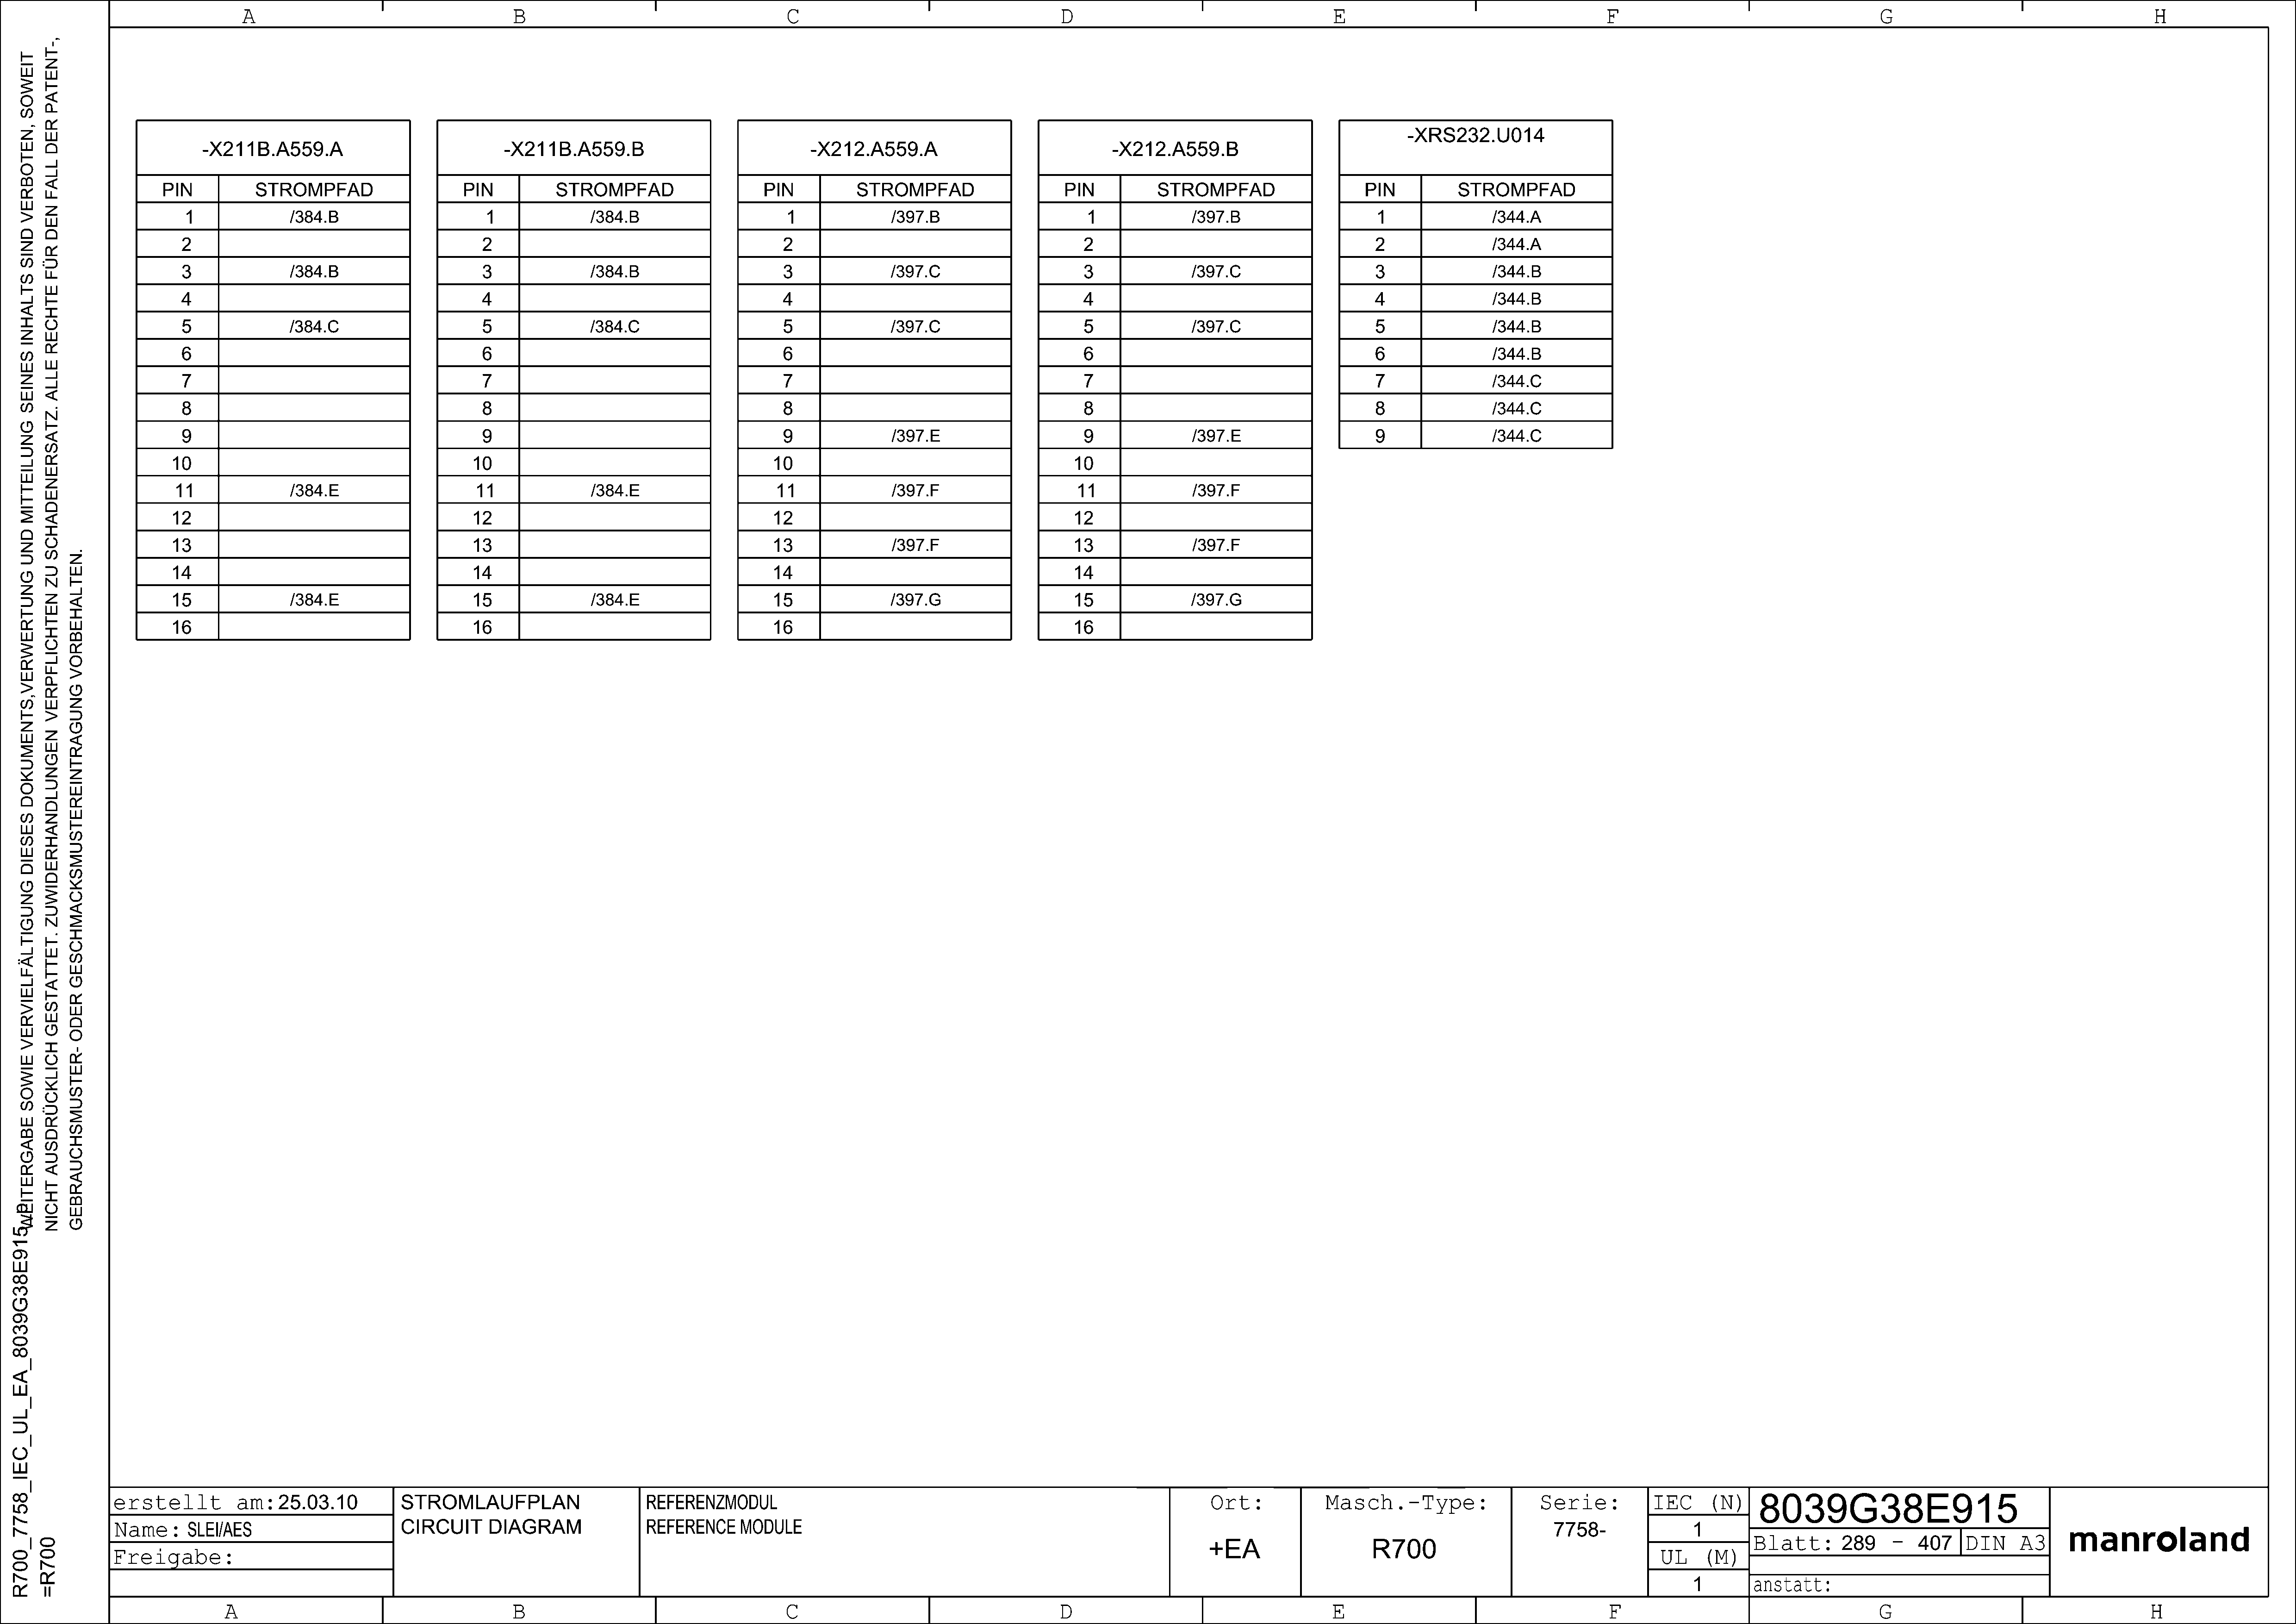 A B C D E F G H
-X211B.A559.A
PIN STROMPFAD
1 /384.B
2
3 /384.B
4
5 /384.C
6
7
8
9
10
11 /384.E
12
13
14
15 /384.E
16
-X211B.A559.B
PIN STROMPFAD
1 /384.B
2
3 /384.B
4
5 /384.C
6
7
8
9
10
11 /384.E
12
13
14
15 /384.E
16
-X212.A559.A
PIN STROMPFAD
1 /397.B
2
3 /397.C
4
5 /397.C
6
7
8
9 /397.E
10
11 /397.F
12
13 /397.F
14
15 /397.G
16
-X212.A559.B
PIN STROMPFAD
1 /397.B
2
3 /397.C
4
5 /397.C
6
7
8
9 /397.E
10
11 /397.F
12
13 /397.F
14
15 /397.G
16
-XRS232.U014
PIN STROMPFAD
1 /344.A
2 /344.A
3 /344.B
4 /344.B
5 /344.B
6 /344.B
7 /344.C
8 /344.C
9 /344.C
WEITERGABE SOWIE VERVIELFÄLTIGUNG DIESES DOKUMENTS,VERWERTUNG UND MITTEILUNG SEINES INHALTS SIND VERBOTEN, SOWEIT
NICHT AUSDRÜCKLICH GESTATTET. ZUWIDERHANDLUNGEN VERPFLICHTEN ZU SCHADENERSATZ. ALLE RECHTE FÜR DEN FALL DER PATENT-,
GEBRAUCHSMUSTER- ODER GESCHMACKSMUSTEREINTRAGUNG VORBEHALTEN.
R700_7758_IEC_UL_EA_8039G38E915_
=R700
erstellt am: 25.03.10
Name: SLEI/AES
Freigabe:
STROMLAUFPLAN
CIRCUIT DIAGRAM
REFERENZMODUL
REFERENCE MODULE
Ort:
+EA
Masch.-Type:
R700
Serie:
7758-
IEC (N)
1
UL (M)
1
8039G38E915
Blatt: 289 - 407 DIN A3
anstatt:
manroland
A B C D E F G H